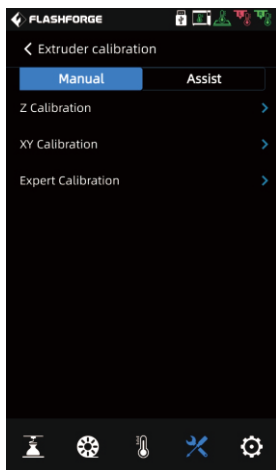 FLASHFORGE
Extruder calibration
Manual Assist
Z Calibration
XY Calibration
Expert Calibration